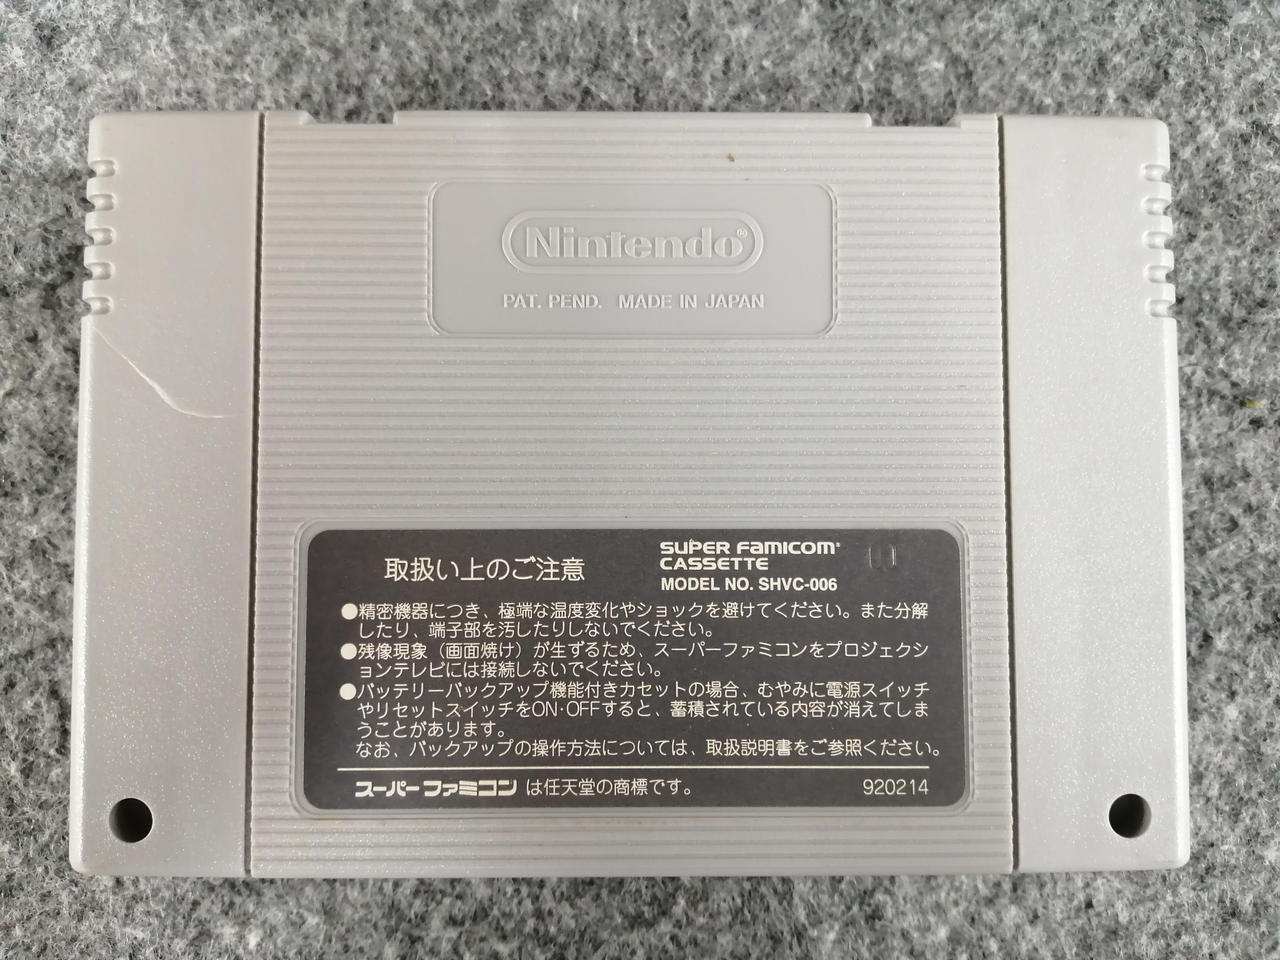 Nintendo®
PAT. PEND. MADE IN JAPAN
取扱い上のご注意
SUPER FAMICOM®
CASSETTE
MODEL NO. SHVC-006
●精密機器につき、極端な温度変化やショックを避けてください。また分解
したり、端子部を汚したりしないでください。
●残像現象（画面焼け）が生ずるため、スーパーファミコンをプロジェクシ
ョンテレビには接続しないでください。
●バッテリーバックアップ機能付きカセットの場合、むやみに電源スイッチ
やリセットスイッチをON·OFFすると、蓄積されている内容が消えてしま
うことがあります。
なお、バックアップの操作方法については、取扱説明書をご参照ください。
スーパーファミコンは任天堂の商標です。
920214